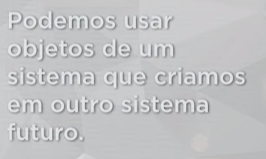 Podemos usar
objetos de um
sistema que criamos
em outro sistema
futuro.